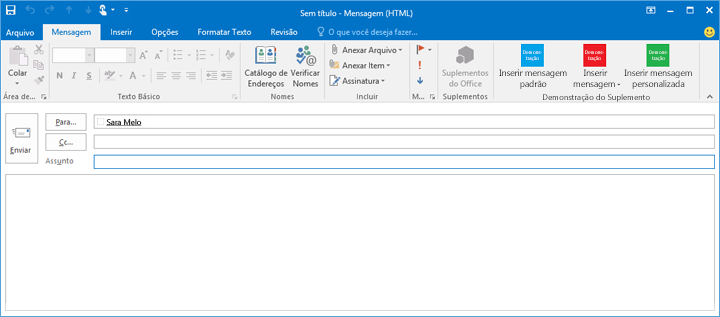 Sem título - Mensagem (HTML)
Arquivo Mensagem Inserir Opções Formatar Texto Revisão O que você deseja fazer...
Colar
Área de...
N I S
Texto Básico
Catálogo de Endereços
Verificar Nomes
Nomes
Anexar Arquivo
Anexar Item
Assinatura
Incluir
M...
Suplementos do Office
Suplementos
Demonstração
Inserir mensagem padrão
Demonstração
Inserir mensagem
Demonstração
Inserir mensagem personalizada
Demonstração do Suplemento
Enviar
Para... Sara Melo
Cc...
Assunto